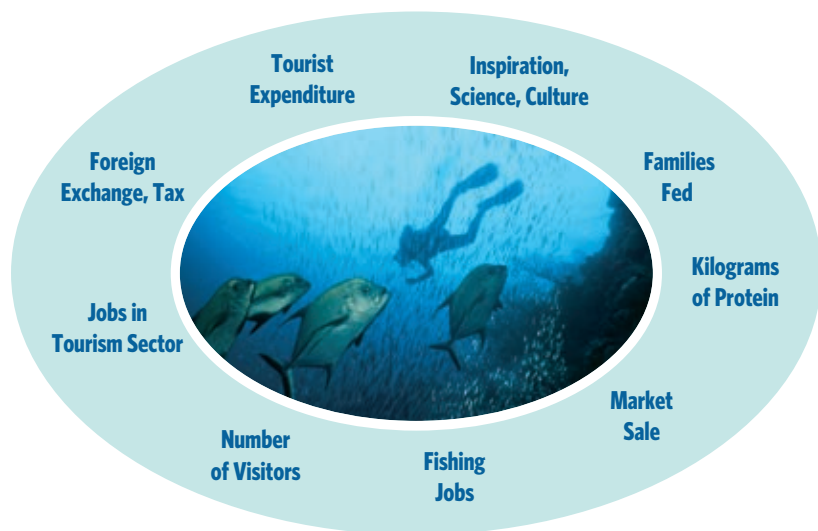 Tourist
Expenditure
Inspiration,
Science, Culture
Families
Fed
Kilograms
of Protein
Market
Sale
Fishing
Jobs
Number
of Visitors
Jobs in
Tourism Sector
Foreign
Exchange, Tax